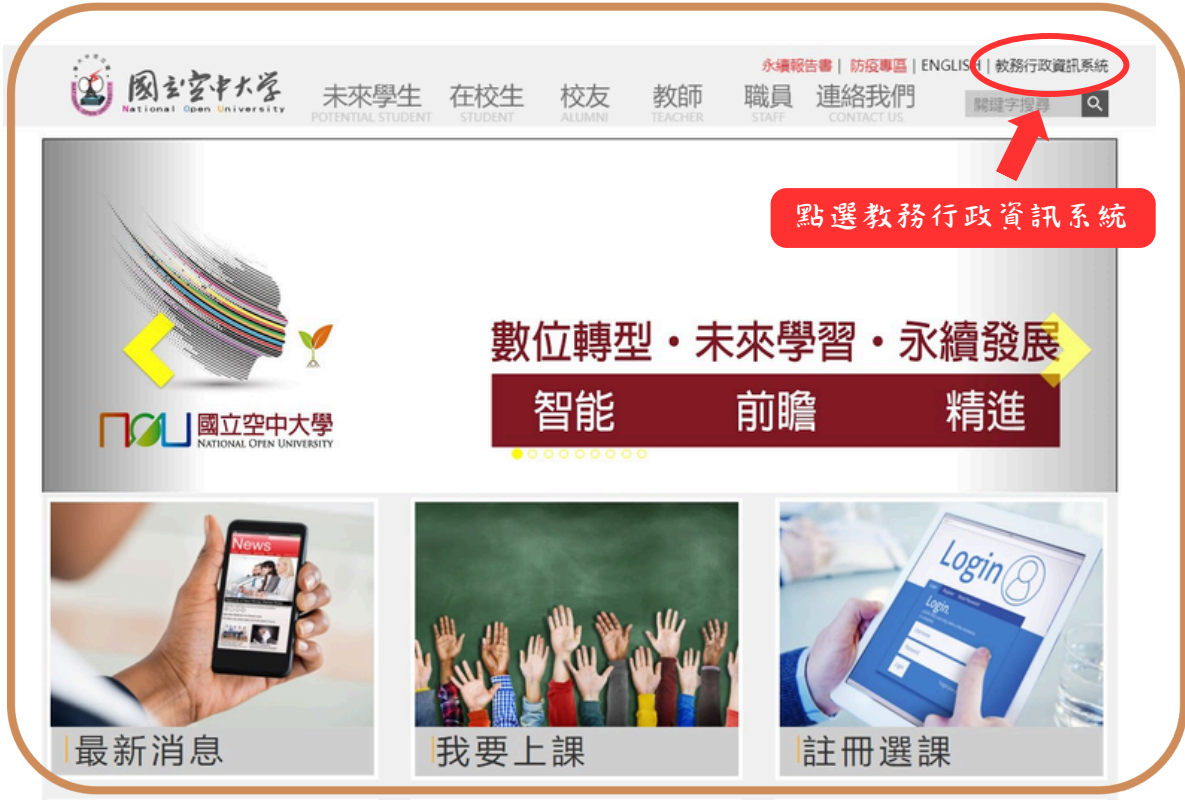 永續報告書 | 防疫專區 | ENGLISH | 教務行政資訊系統
國立空中大學
National Open University
未來學生 在校生 校友 教師 職員 連絡我們
POTENTIAL STUDENT STUDENT ALUMNI TEACHER STAFF CONTACT US
關鍵字搜尋
點選教務行政資訊系統
數位轉型・未來學習・永續發展
智能 前瞻 精進
NOU 國立空中大學
NATIONAL OPEN UNIVERSITY
News
Login
Login.
最新消息
我要上課
註冊選課